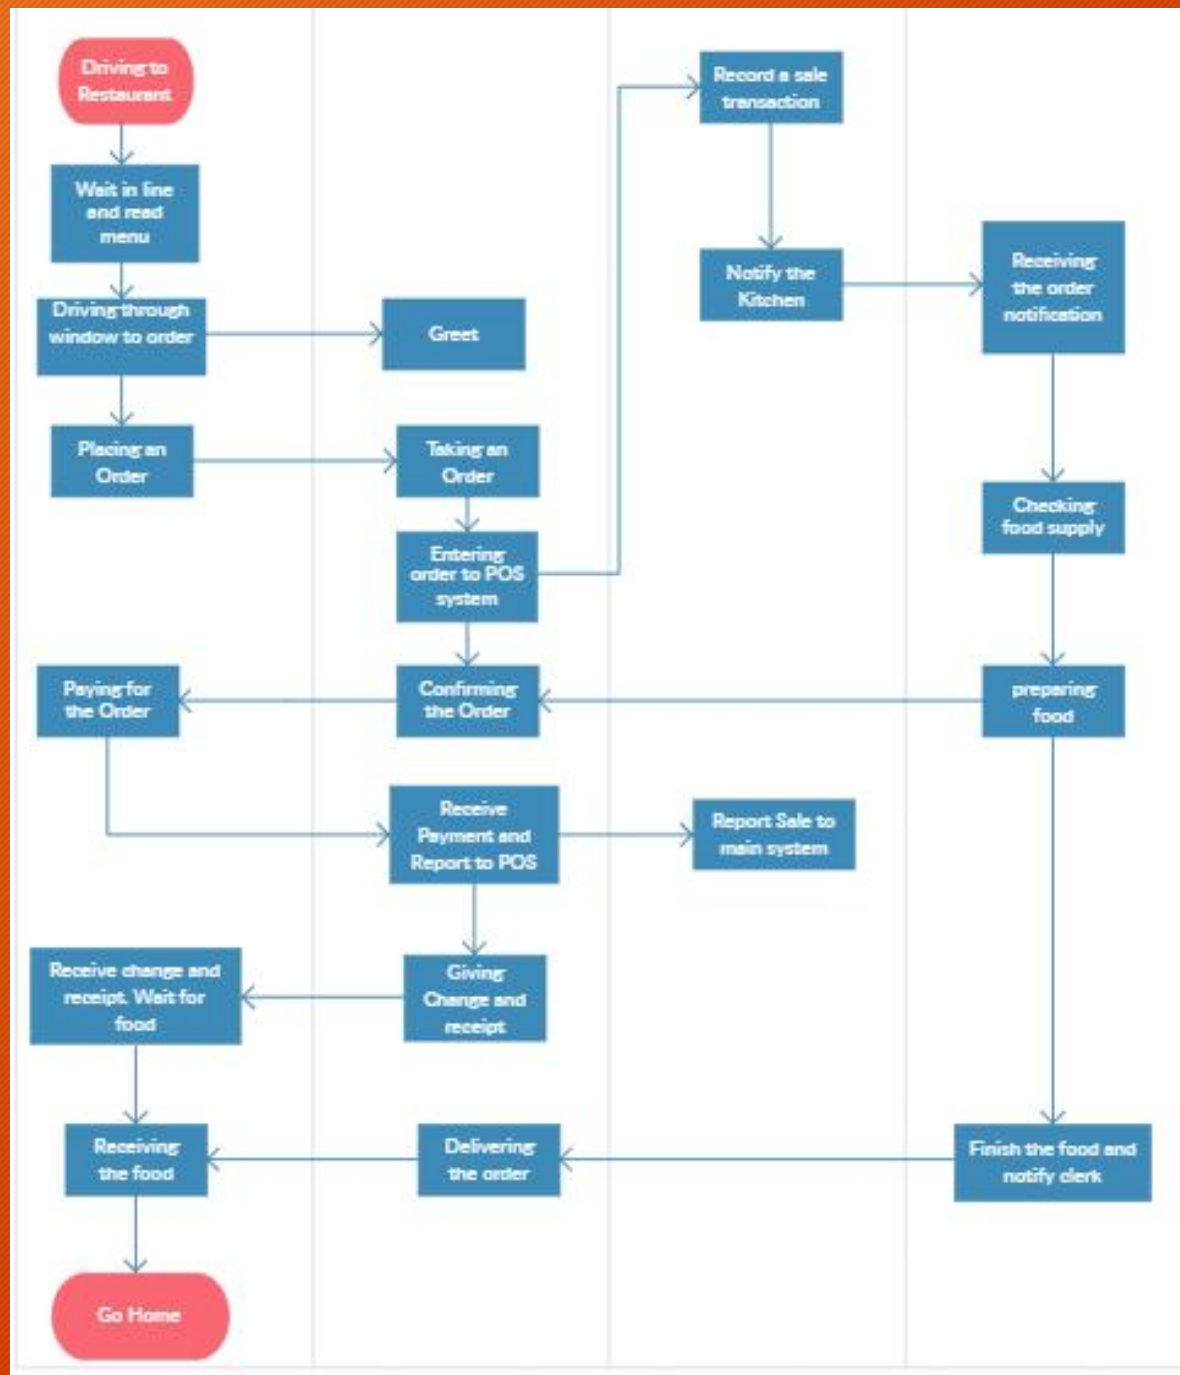 Driving to
Restaurant
Record a sale
transaction
Wait in line
and read
menu
Notify the
Kitchen
Receiving
the order
notification
Driving through
window to order
Greet
Placing an
Order
Taking an
Order
Checking
food supply
Entering
order to POS
system
Paying for
the Order
Confirming
the Order
preparing
food
Receive
Payment and
Report to POS
Report Sale to
main system
Receive change and
receipt. Wait for
food
Giving
Change and
receipt
Receiving
the food
Delivering
the order
Finish the food and
notify clerk
Go Home